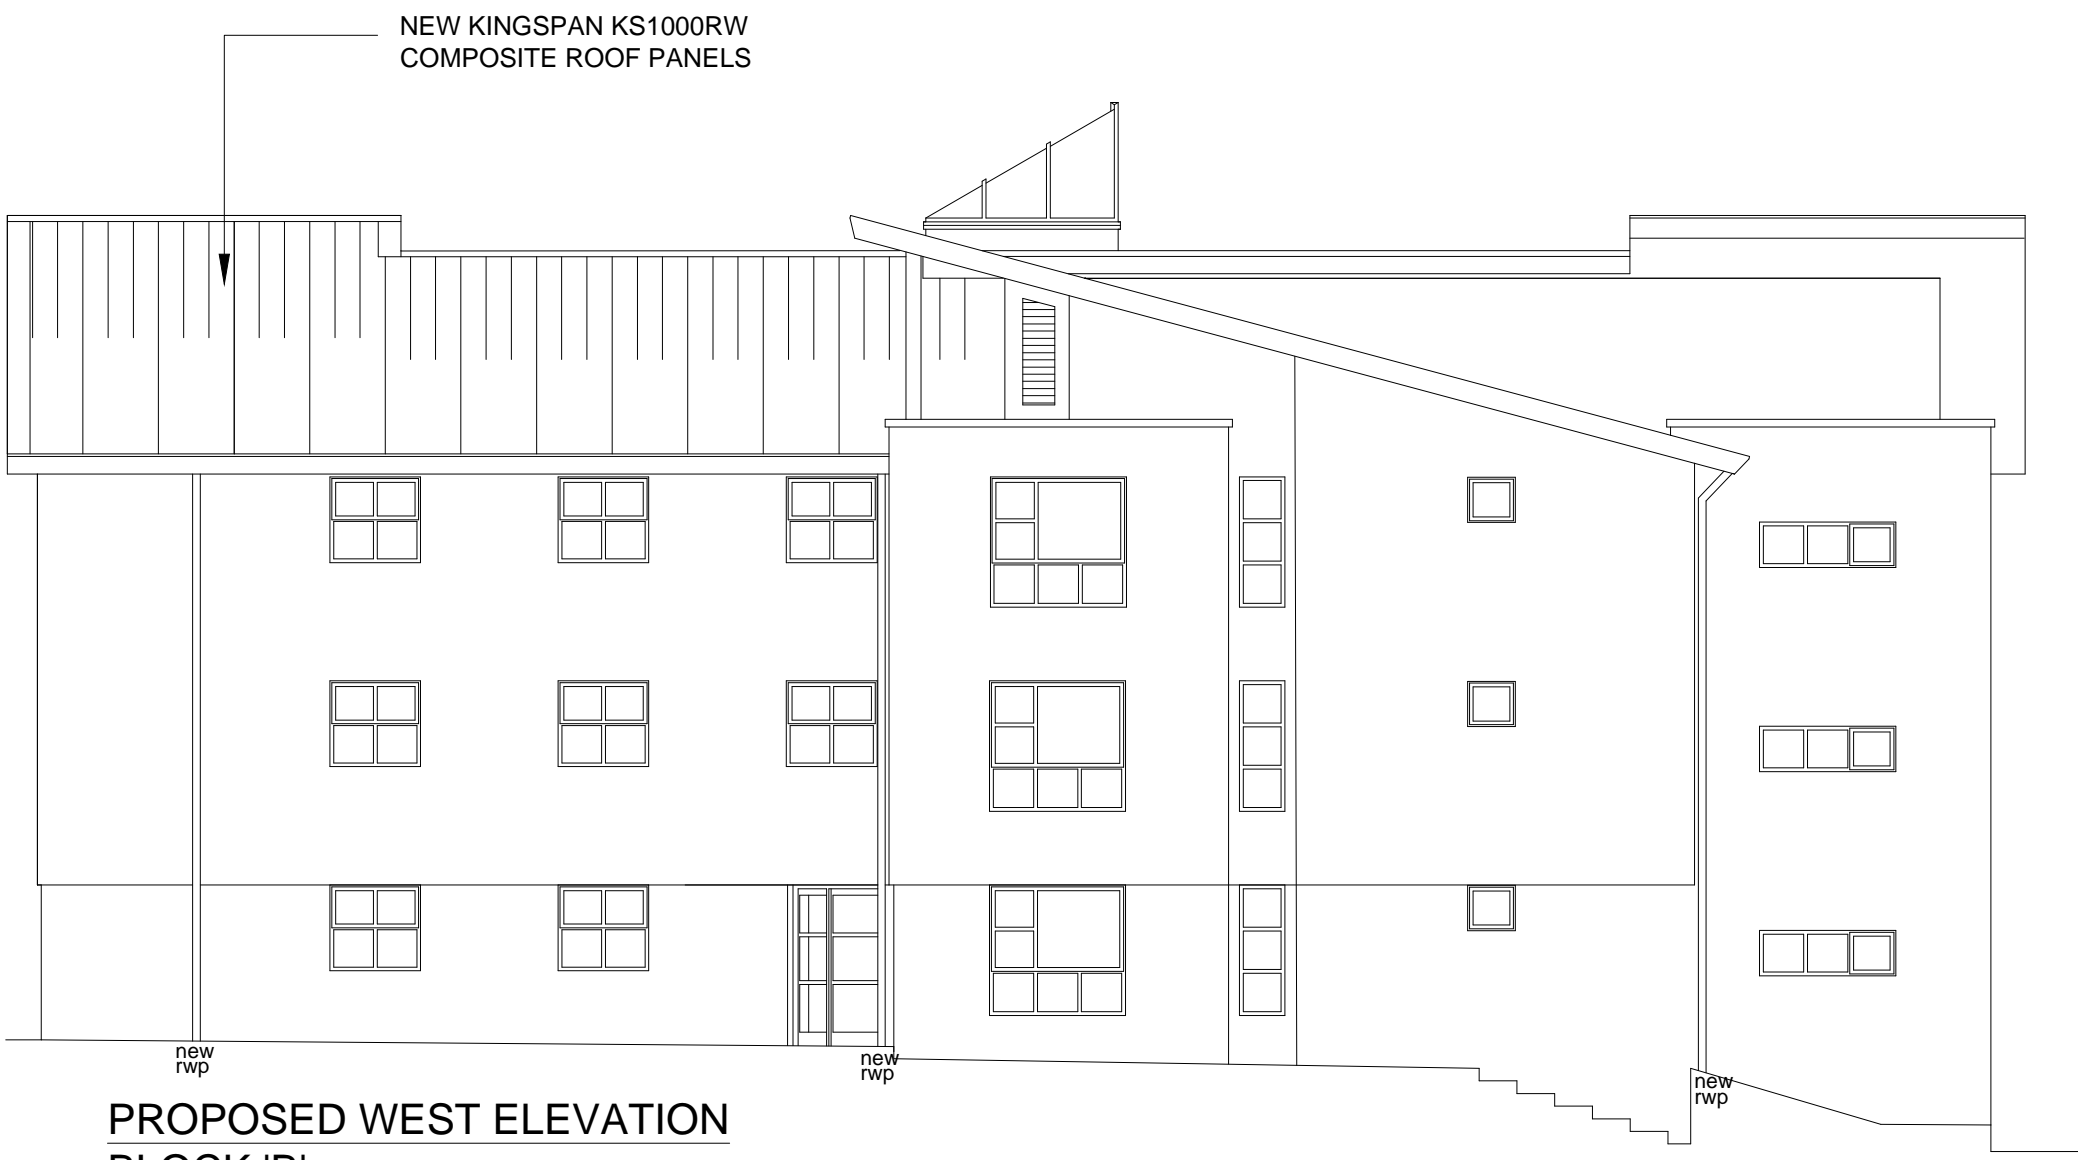 NEW KINGSPAN KS1000RW
COMPOSITE ROOF PANELS
new
rwp
new
rwp
new
rwp
PROPOSED WEST ELEVATION